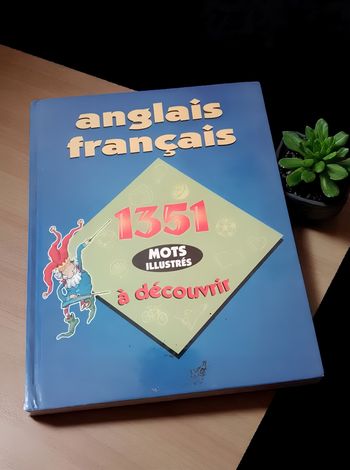 anglais
français
1351
MOTS
ILLUSTRÉS
à découvrir